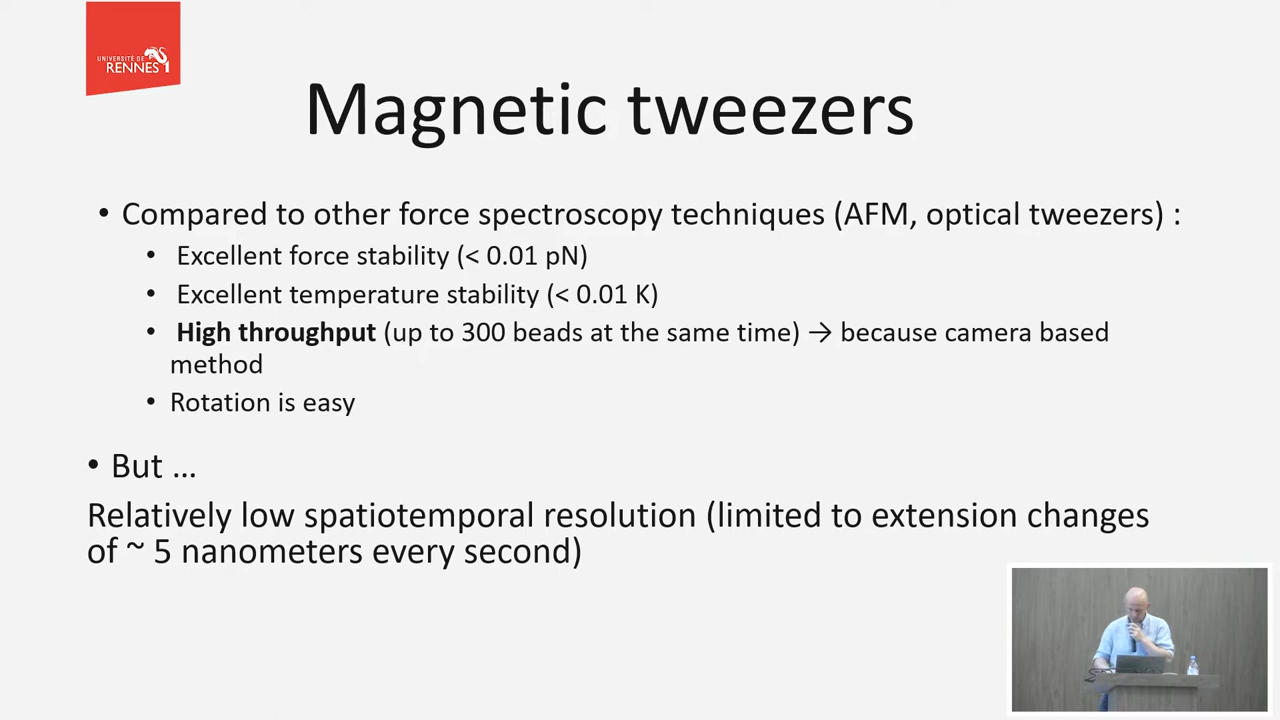 UNIVERSITÉ DE
RENNES 1
Magnetic tweezers
• Compared to other force spectroscopy techniques (AFM, optical tweezers) :
• Excellent force stability (< 0.01 pN)
• Excellent temperature stability (< 0.01 K)
• High throughput (up to 300 beads at the same time) → because camera based
method
• Rotation is easy
• But ...
Relatively low spatiotemporal resolution (limited to extension changes
of ~ 5 nanometers every second)